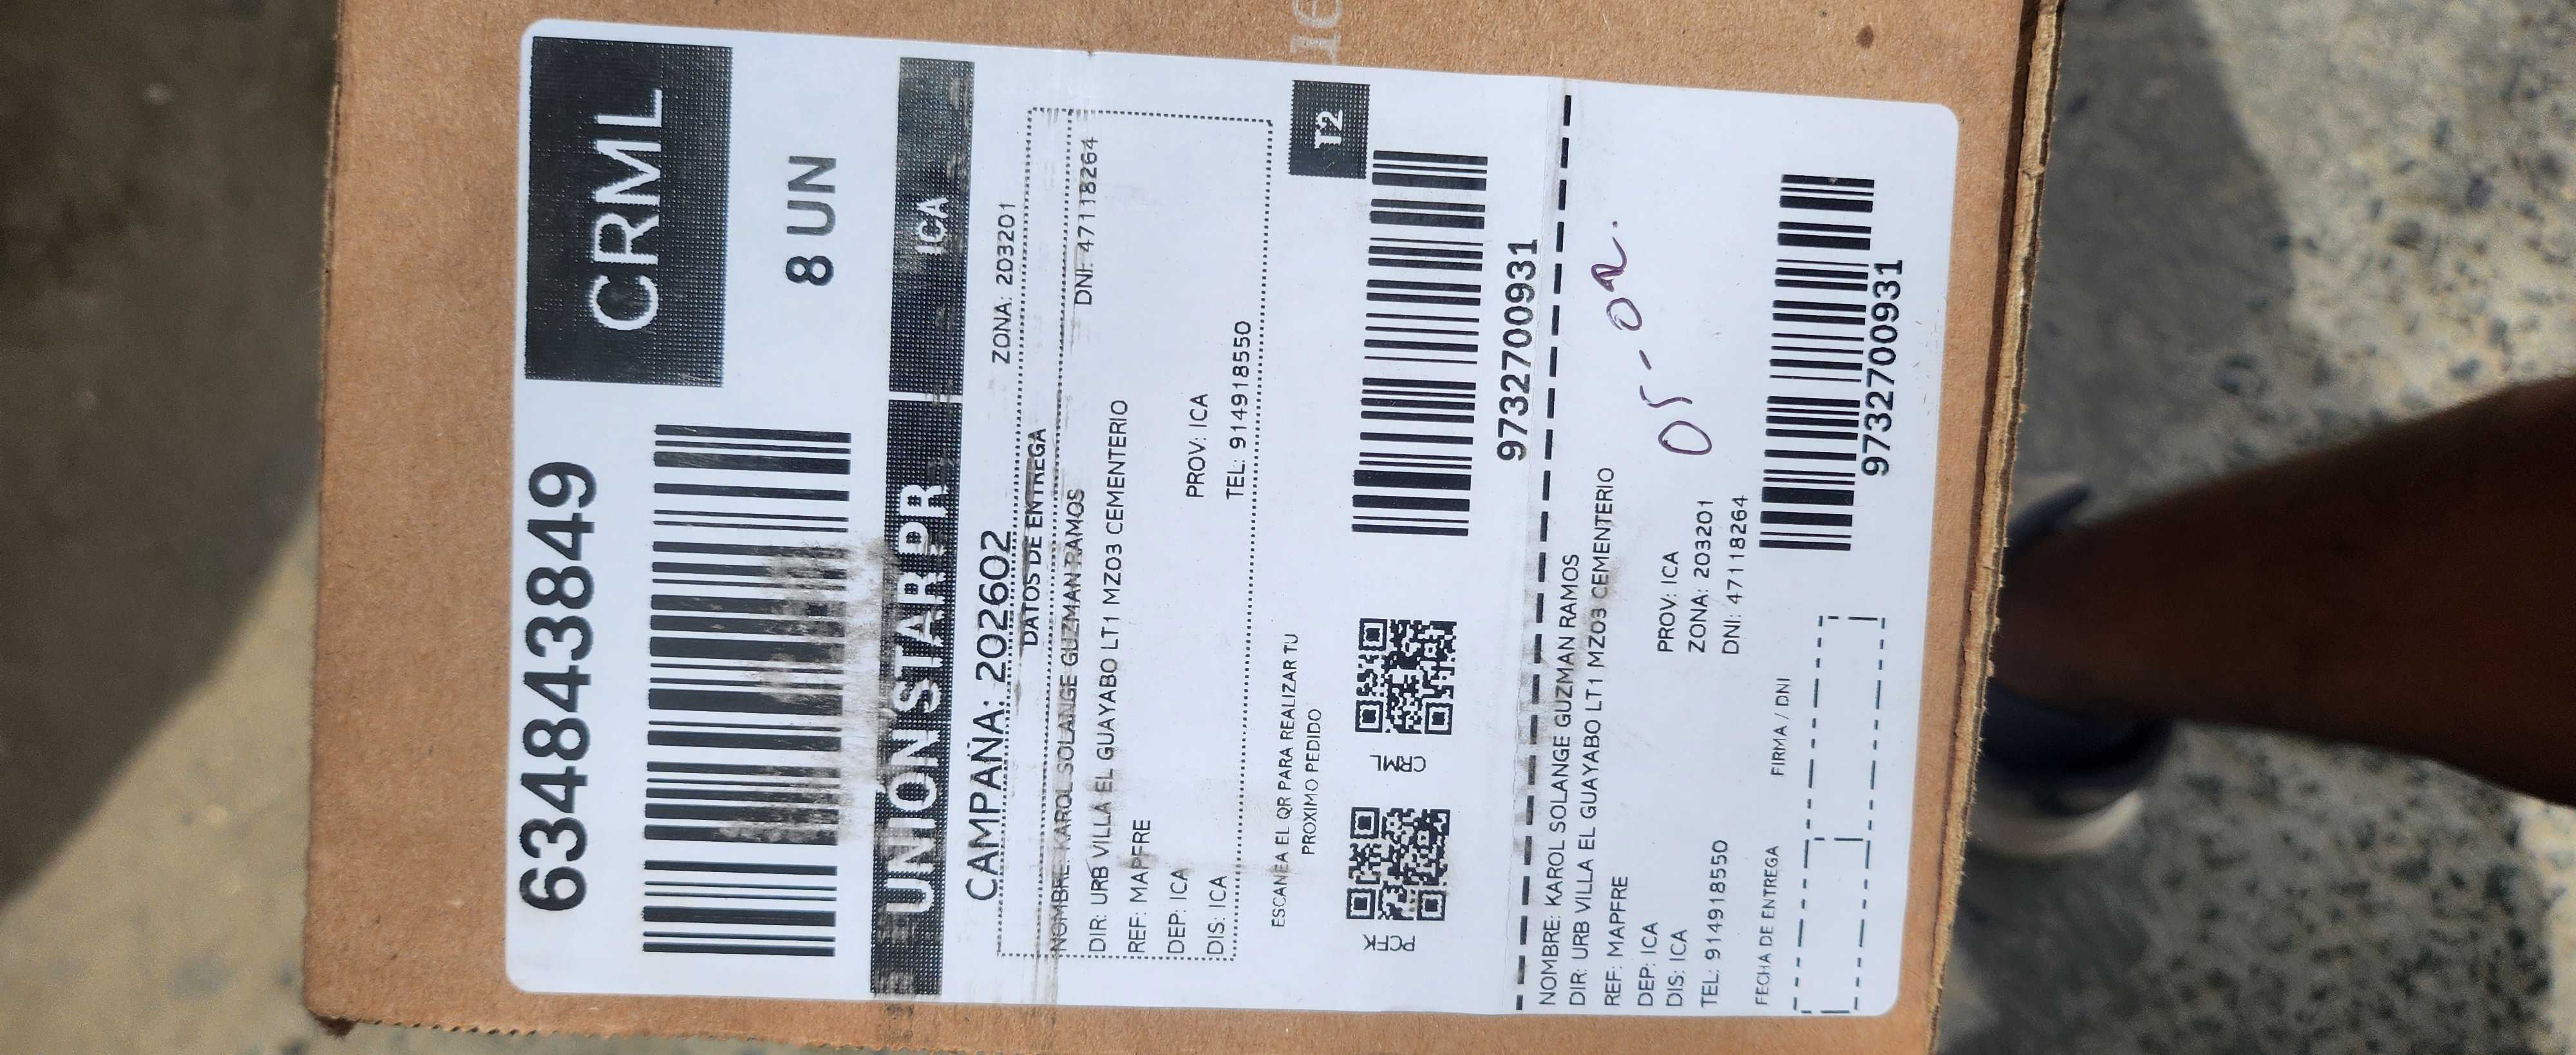 634843849
CRML
8 UN
UNIÓN STAR PR
ICA
CAMPAÑA: 202602
ZONA: 203201
DATOS DE ENTREGA
NOMBRE: KAROL SOLANGE GUZMAN RAMOS
DNI: 47118264
DIR: URB VILLA EL GUAYABO LT1 MZ03 CEMENTERIO
REF: MAPFRE
DEP: ICA
PROV: ICA
DIS: ICA
TEL: 914918550
ESCANEA EL QR PARA REALIZAR TU
PROXIMO PEDIDO
T2
PCFK
CRML
9732700931
NOMBRE: KAROL SOLANGE GUZMAN RAMOS
DIR: URB VILLA EL GUAYABO LT1 MZ03 CEMENTERIO
REF: MAPFRE
DEP: ICA
PROV: ICA
DIS: ICA
ZONA: 203201
TEL: 914918550
DNI: 47118264
05-02.
FECHA DE ENTREGA
FIRMA / DNI
9732700931